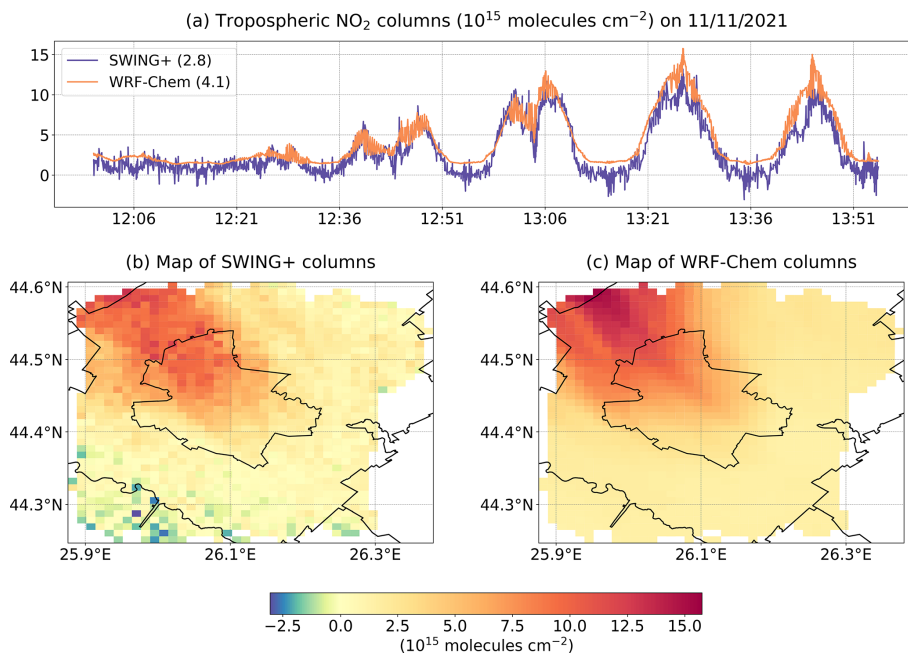 (a) Tropospheric NO₂ columns (10¹⁵ molecules cm⁻²) on 11/11/2021
15
10
5
0
SWING+ (2.8)
WRF-Chem (4.1)
12:06 12:21 12:36 12:51 13:06 13:21 13:36 13:51
(b) Map of SWING+ columns
(c) Map of WRF-Chem columns
44.6°N 44.6°N
44.5°N 44.5°N
44.4°N 44.4°N
44.3°N 44.3°N
25.9°E 26.1°E 26.3°E 25.9°E 26.1°E 26.3°E
−2.5 0.0 2.5 5.0 7.5 10.0 12.5 15.0
(10¹⁵ molecules cm⁻²)